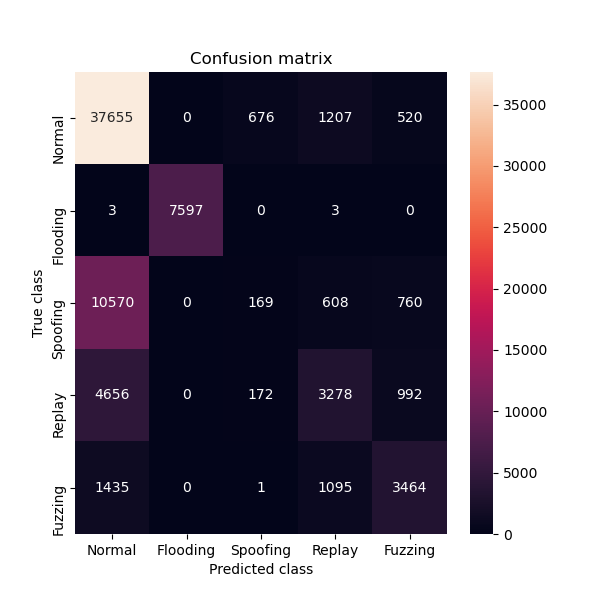 Confusion matrix
True class
Normal
37655 0 676 1207 520
Flooding
3 7597 0 3 0
Spoofing
10570 0 169 608 760
Replay
4656 0 172 3278 992
Fuzzing
1435 0 1 1095 3464
Normal Flooding Spoofing Replay Fuzzing
Predicted class
35000
30000
25000
20000
15000
10000
5000
0